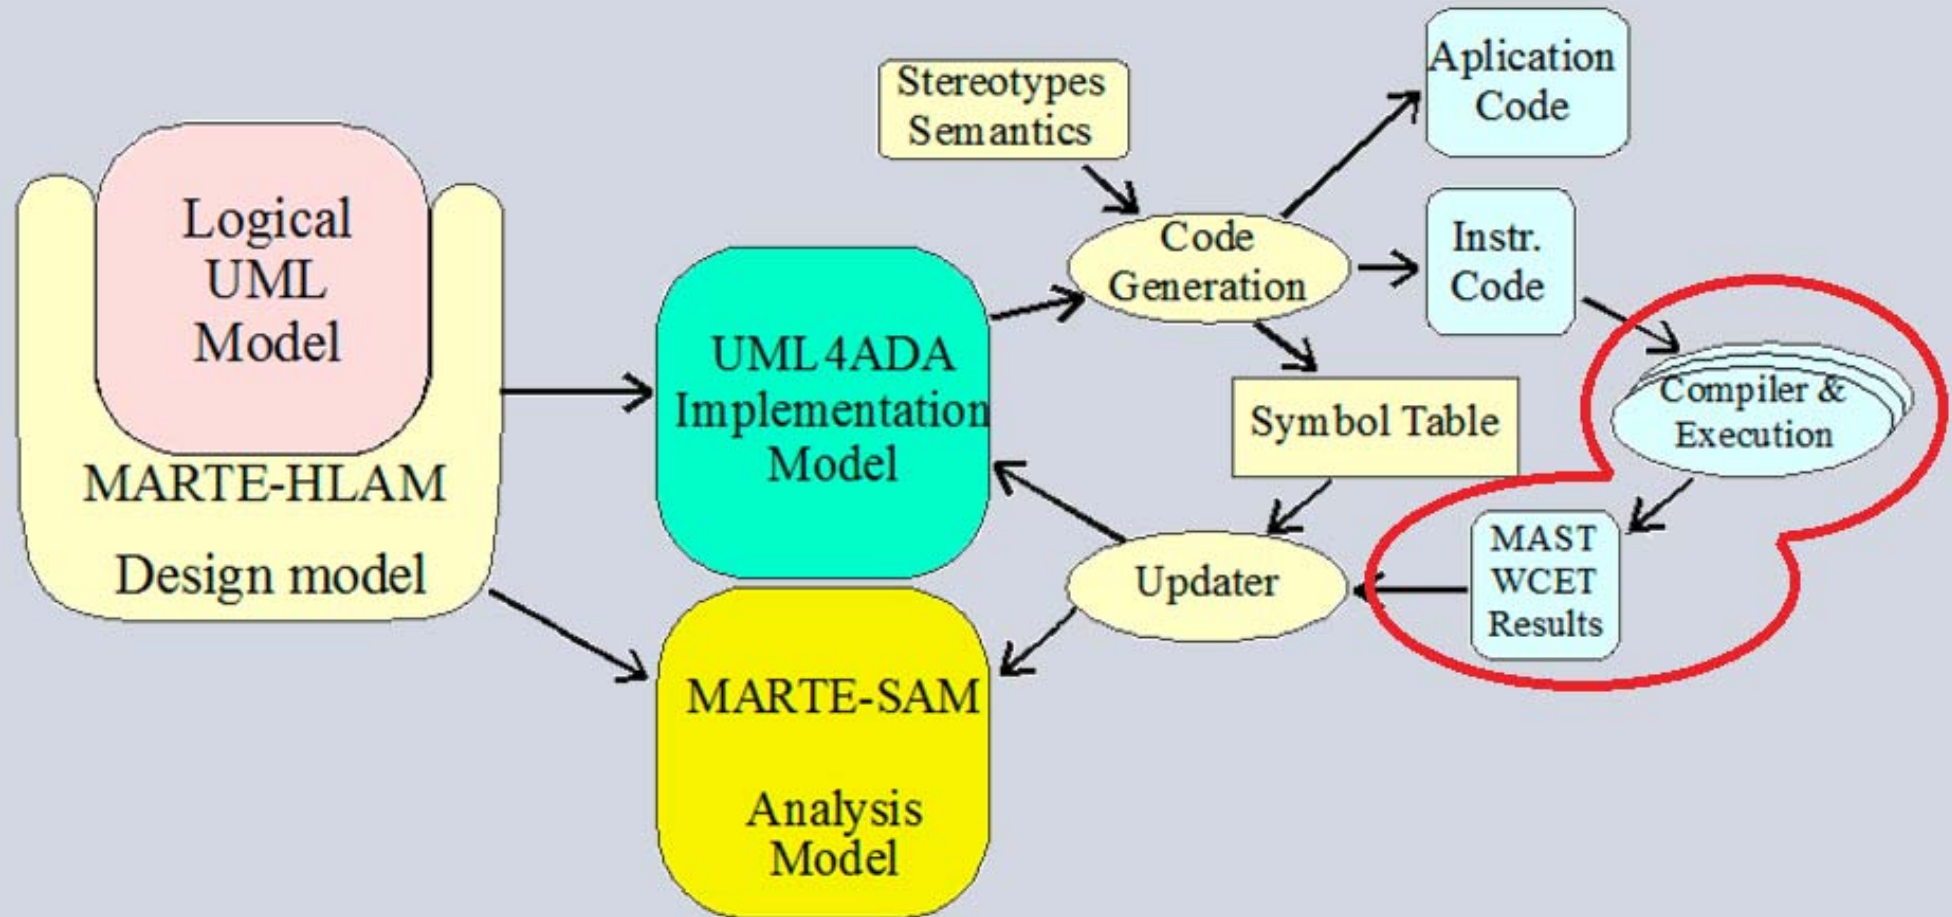 Logical
UML
Model
MARTE-HLAM
Design model
UML4ADA
Implementation
Model
MARTE-SAM
Analysis
Model
Stereotypes
Semantics
Code
Generation
Aplication
Code
Instr.
Code
Symbol Table
Compiler &
Execution
MAST
WCET
Results
Updater